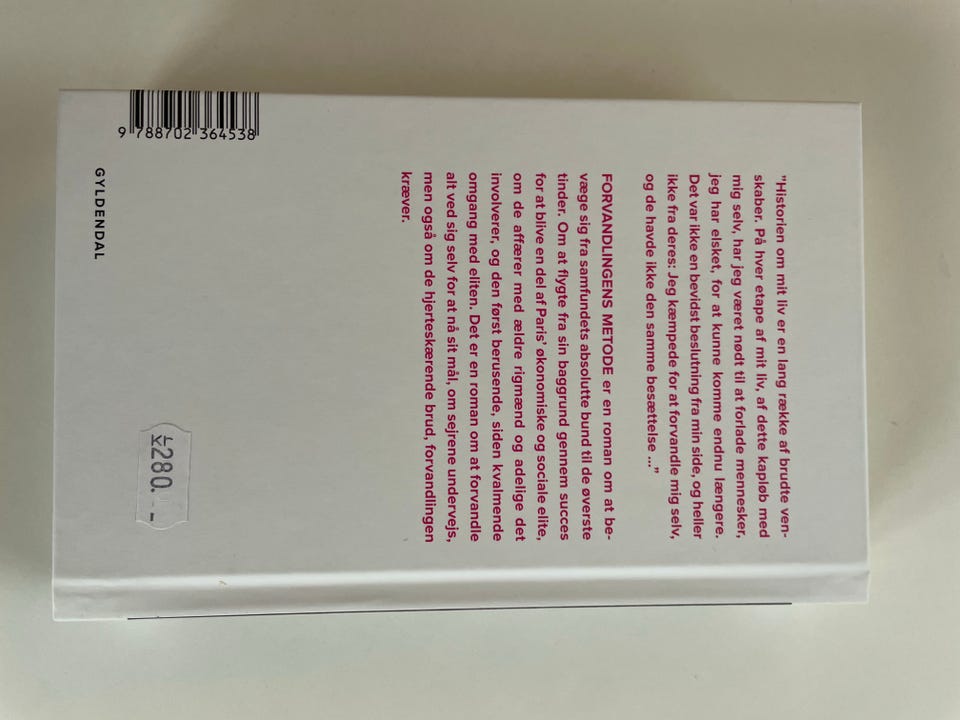 "Historien om mit liv er en lang række af brudte ven-
skaber. På hver etape af mit liv, af dette kapløb med
mig selv, har jeg været nødt til at forlade mennesker,
jeg har elsket, for at kunne komme endnu længere.
Det var ikke en bevidst beslutning fra min side, og heller
ikke fra deres: Jeg kæmpede for at forvandle mig selv,
og de havde ikke den samme besættelse ..."
FORVANDLINGENS METODE er en roman om at be-
væge sig fra samfundets absolutte bund til de øverste
tinder. Om at flygte fra sin baggrund gennem succes
for at blive en del af Paris' økonomiske og sociale elite,
om de affærer med ældre rigmænd og adelige det
involverer, og den først berusende, siden kvalmende
omgang med eliten. Det er en roman om at forvandle
alt ved sig selv for at nå sit mål, om sejrene undervejs,
men også om de hjerteskærende brud, forvandlingen
kræver.
GYLDENDAL
9 788702 364538
K280.-